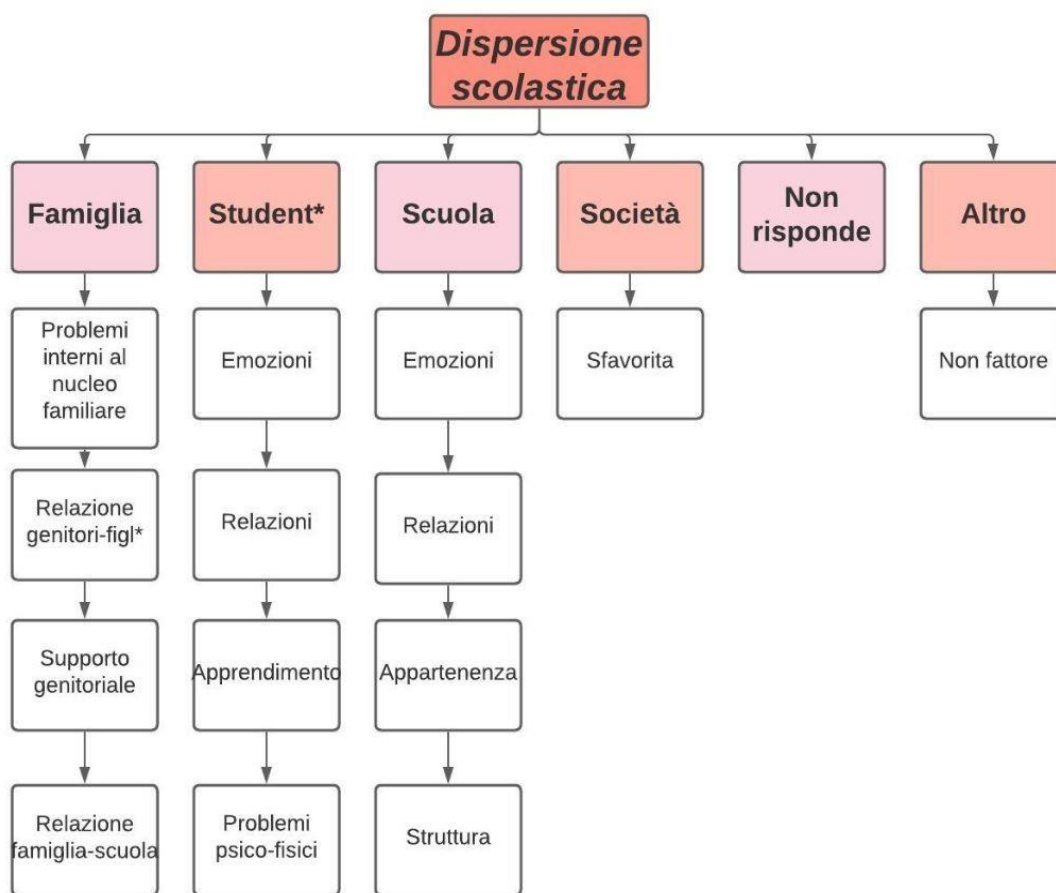 Dispersione
scolastica
Famiglia
Student*
Scuola
Società
Non
risponde
Altro
Problemi
interni al
nucleo
familiare
Emozioni
Emozioni
Sfavorita
Non fattore
Relazione
genitori-figl*
Relazioni
Relazioni
Supporto
genitoriale
Apprendimento
Appartenenza
Relazione
famiglia-scuola
Problemi
psico-fisici
Struttura